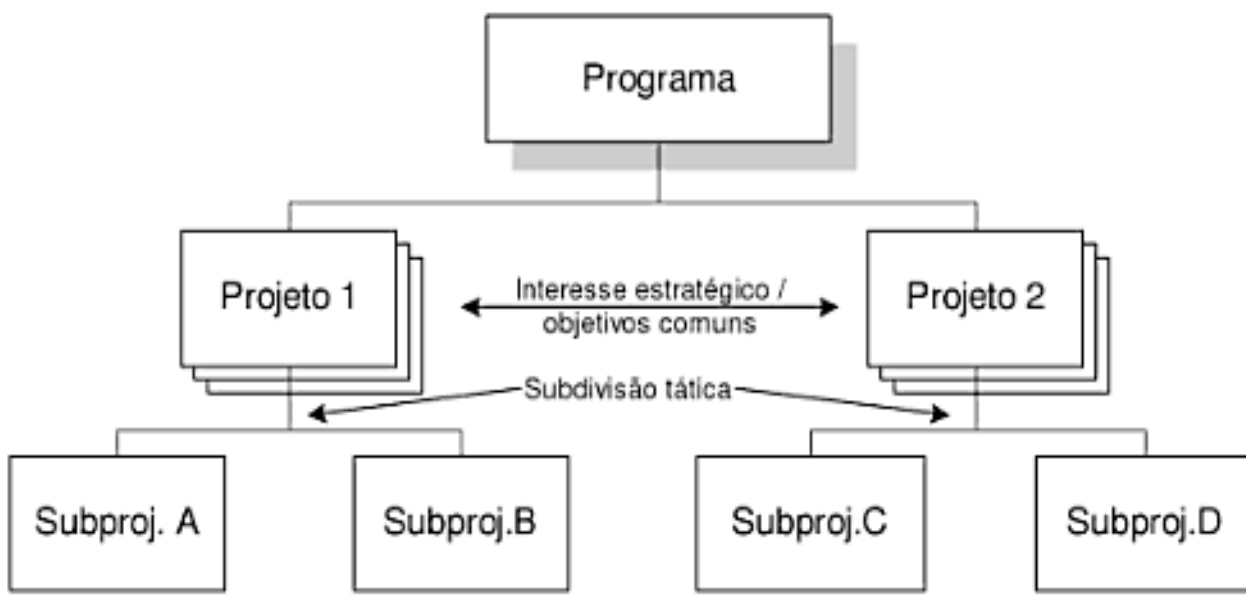 Programa
Projeto 1
Interesse estratégico /
objetivos comuns
Projeto 2
Subdivisão tática
Subproj. A
Subproj.B
Subproj.C
Subproj.D